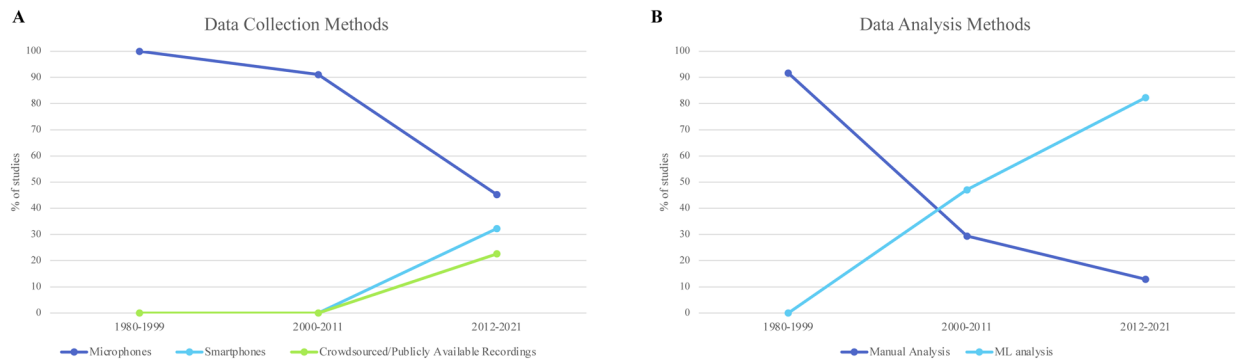 A
Data Collection Methods
% of studies
100
90
80
70
60
50
40
30
20
10
0
1980-1999 2000-2011 2012-2021
Microphones Smartphones Crowdsourced/Publicly Available Recordings
B
Data Analysis Methods
% of studies
100
90
80
70
60
50
40
30
20
10
0
1980-1999 2000-2011 2012-2021
Manual Analysis ML analysis